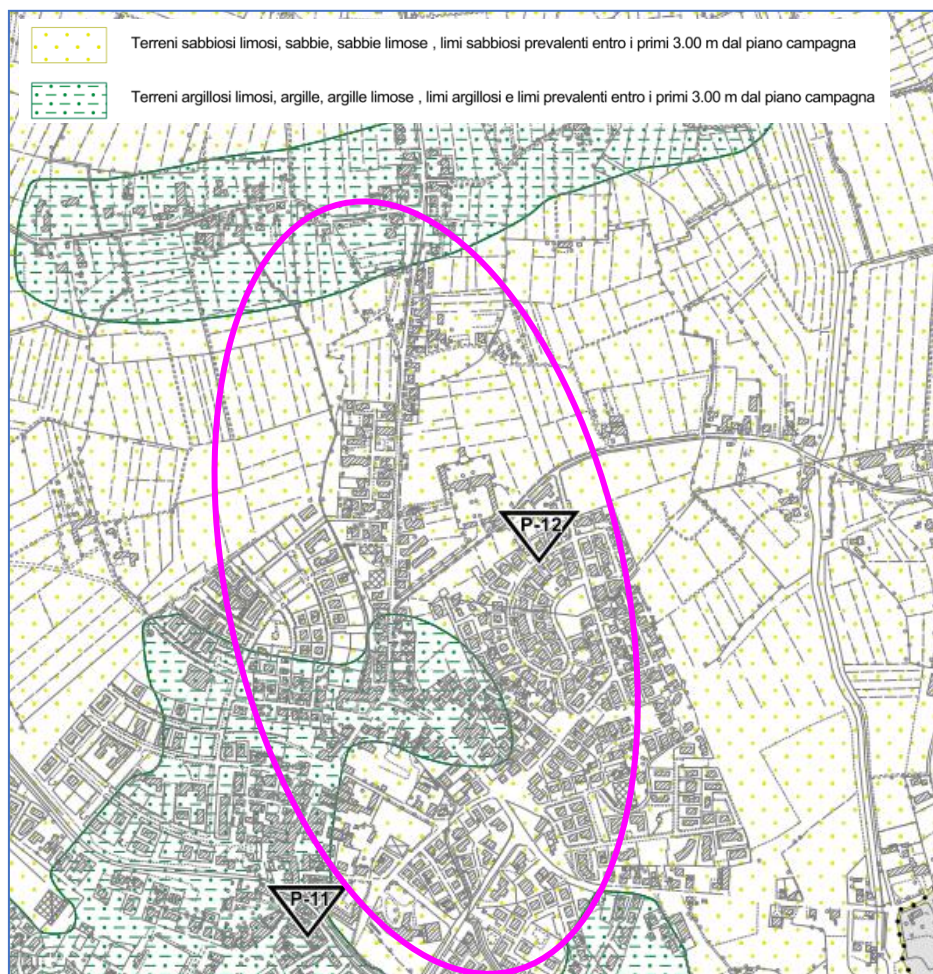 Terreni sabbiosi limosi, sabbie, sabbie limose , limi sabbiosi prevalenti entro i primi 3.00 m dal piano campagna
Terreni argillosi limosi, argille, argille limose , limi argillosi e limi prevalenti entro i primi 3.00 m dal piano campagna
P-12
P-11